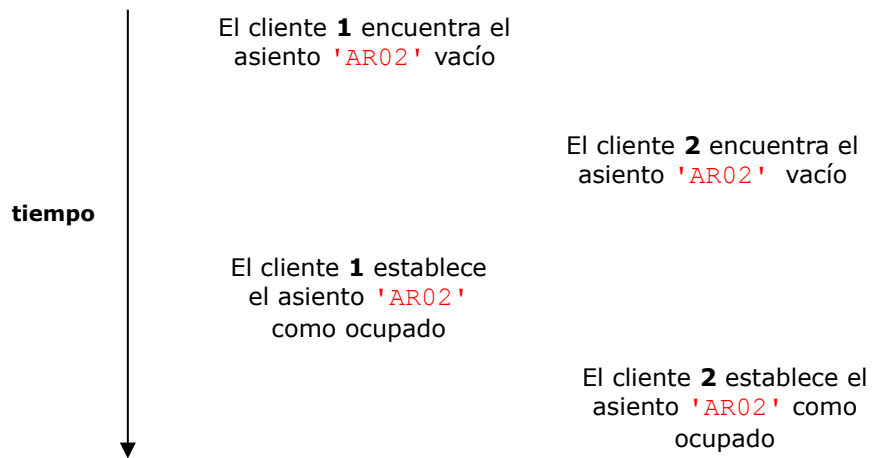 El cliente 1 encuentra el
asiento 'AR02' vacío
El cliente 2 encuentra el
asiento 'AR02' vacío
tiempo
El cliente 1 establece
el asiento 'AR02'
como ocupado
El cliente 2 establece el
asiento 'AR02' como
ocupado